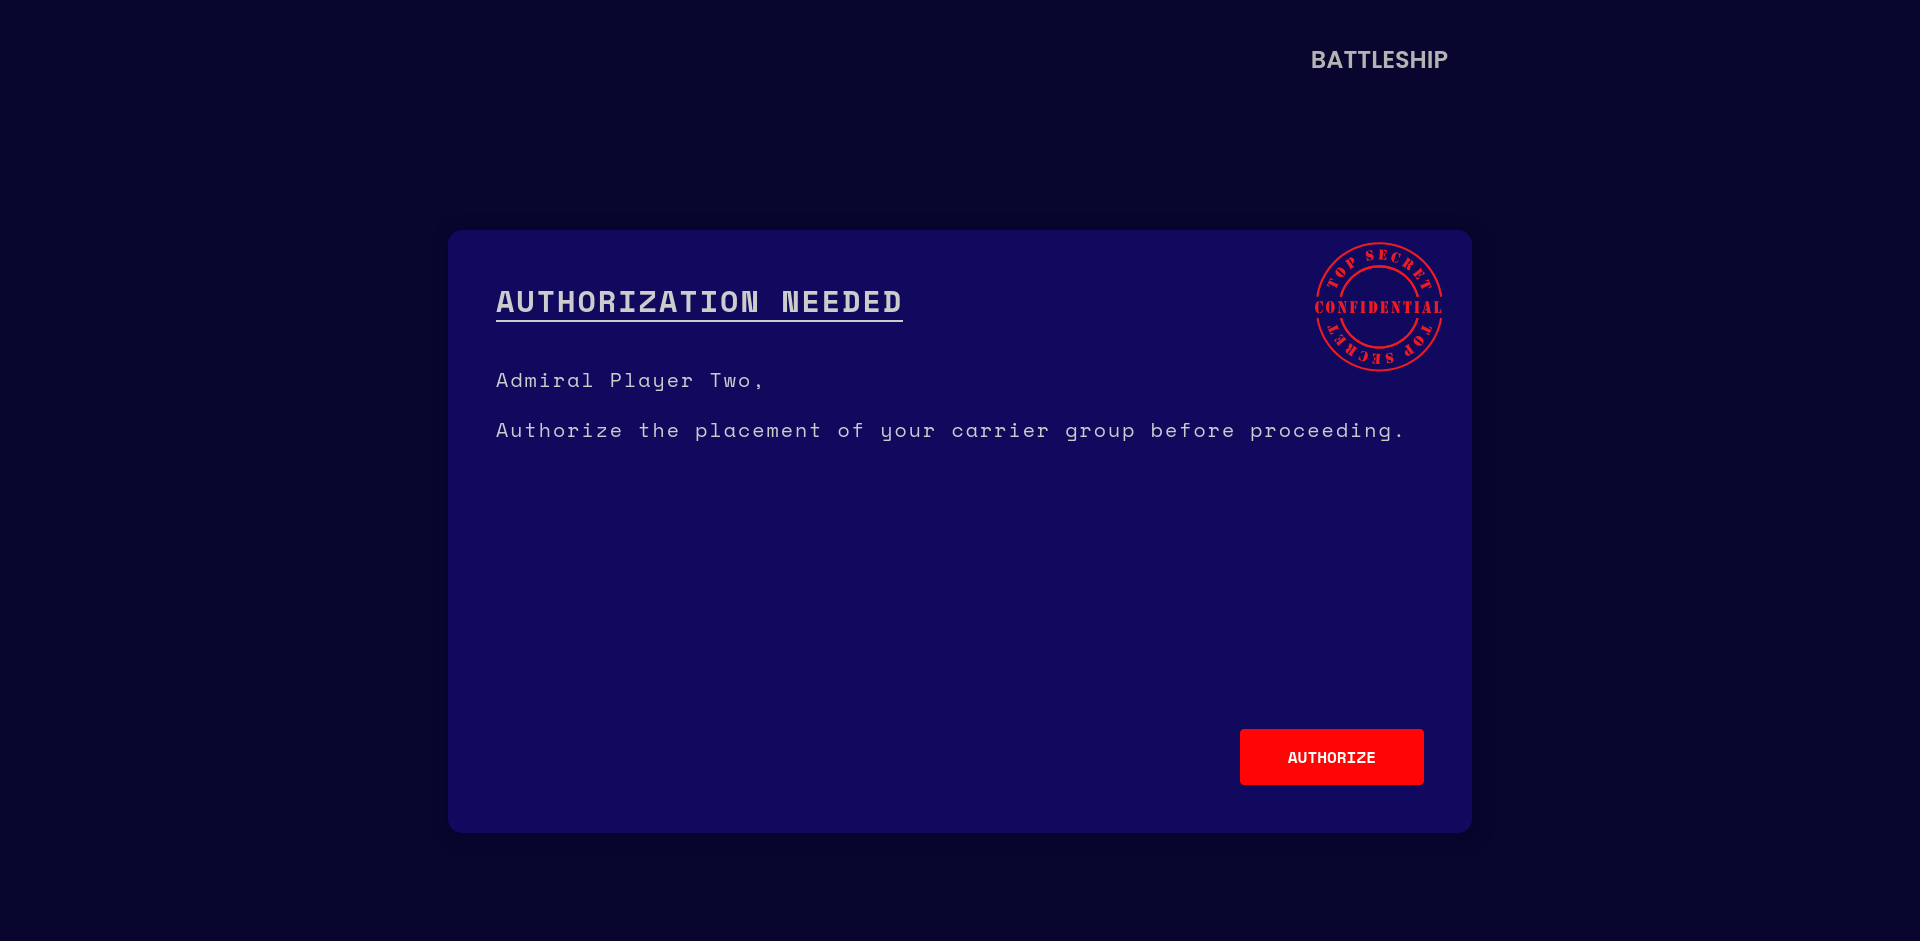 BATTLESHIP
AUTHORIZATION NEEDED
TOP SECRET
CONFIDENTIAL
TOP SECRET
Admiral Player Two,
Authorize the placement of your carrier group before proceeding.
AUTHORIZE